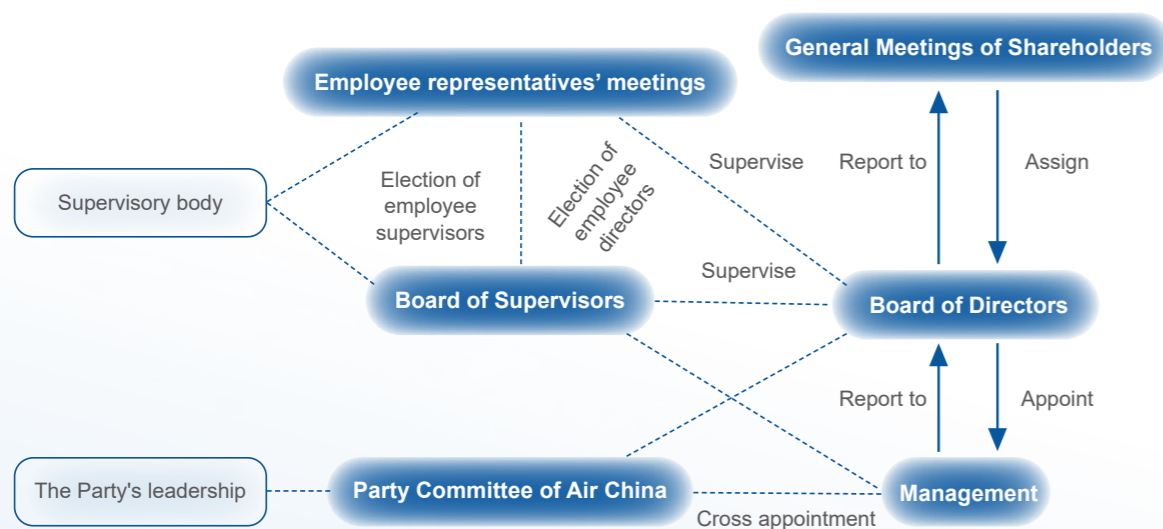 General Meetings of Shareholders
Employee representatives’ meetings
Supervise
Report to
Assign
Supervisory body
Election of
employee
supervisors
Election of
employee
directors
Supervise
Board of Supervisors
Board of Directors
Report to
Appoint
The Party's leadership
Party Committee of Air China
Management
Cross appointment